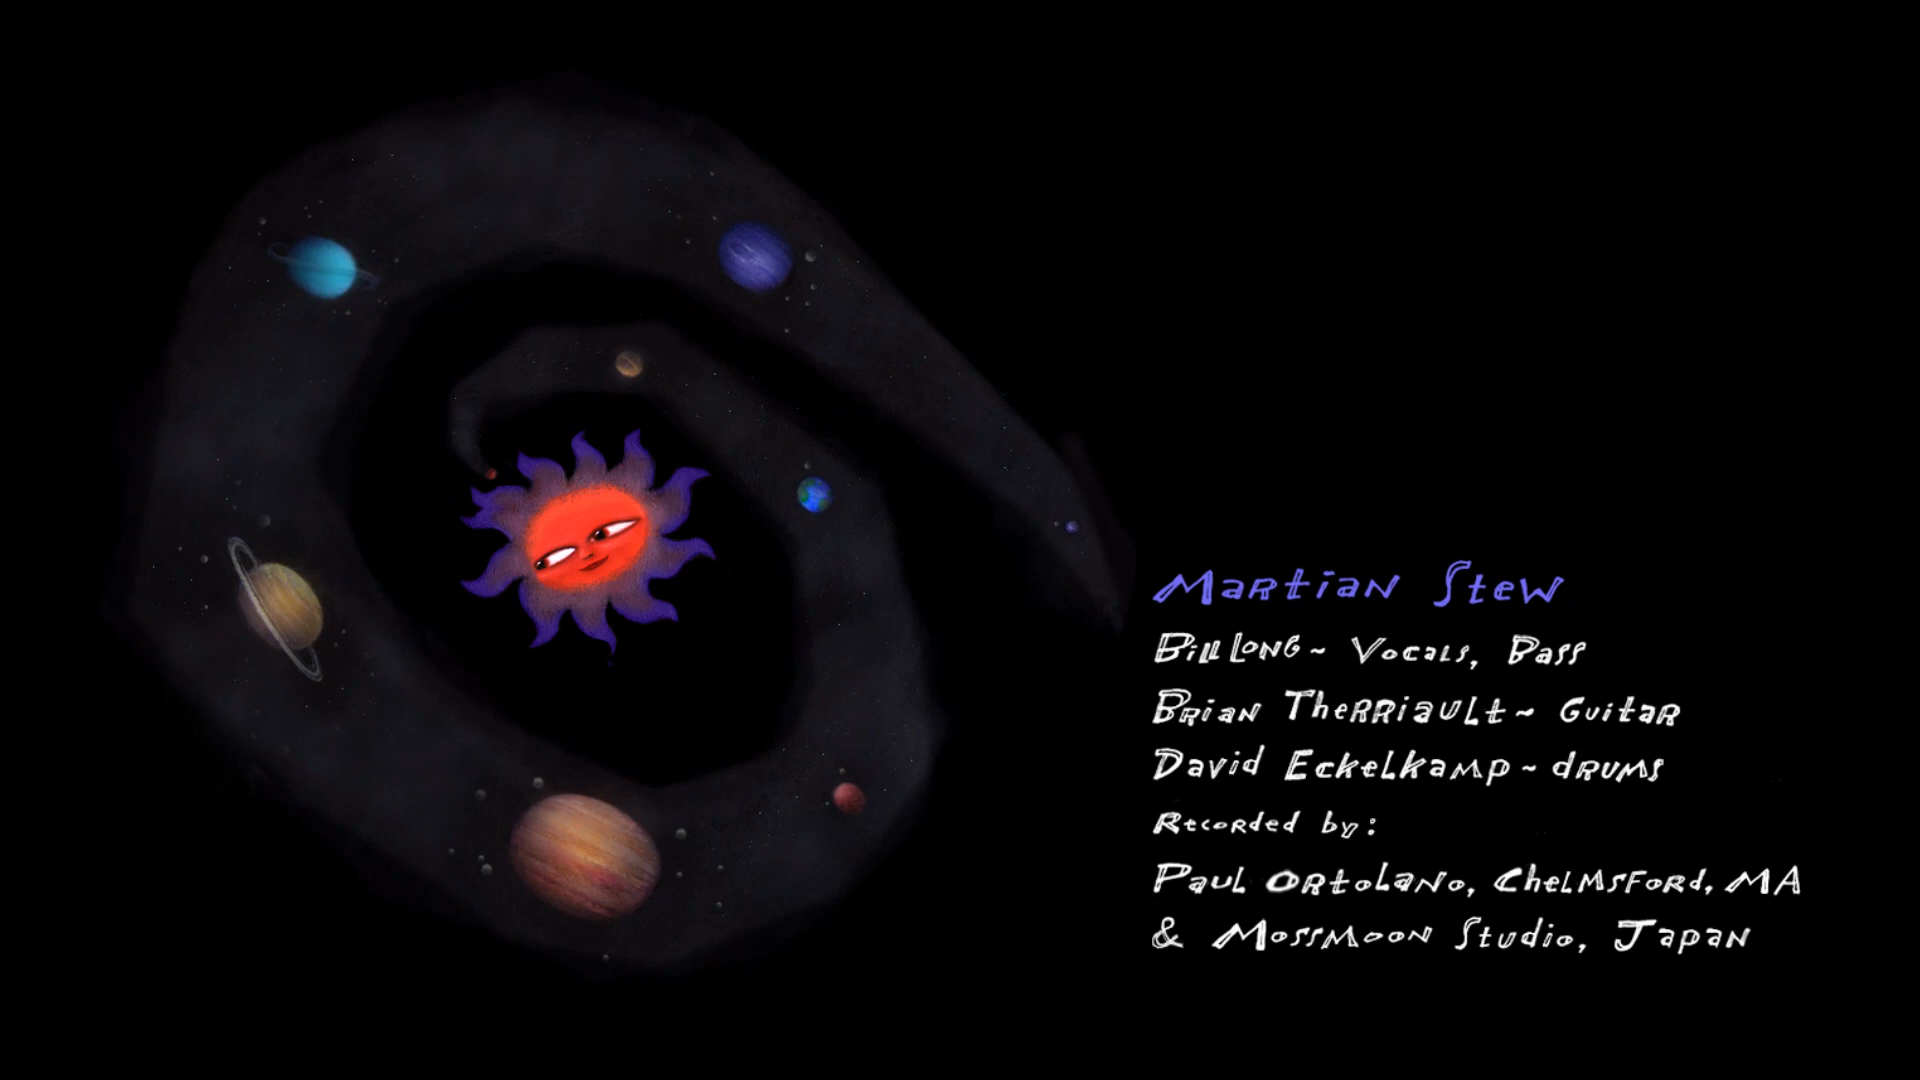 Martian Stew
Bill Long ~ Vocals, Bass
Brian Therriault ~ Guitar
David Eckelkamp ~ drums
Recorded by:
Paul Ortolano, Chelmsford, MA
& Mossmoon Studio, Japan